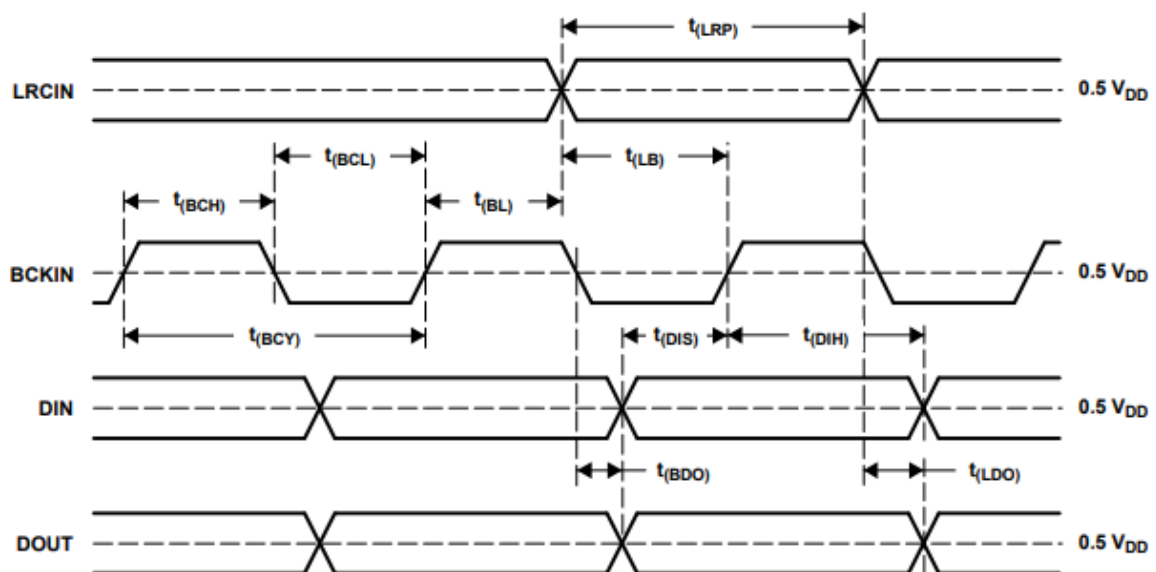 t(LRP)
LRCIN 0.5 VDD
t(BCL) t(LB)
t(BCH) t(BL)
BCKIN 0.5 VDD
t(BCY) t(DIS) t(DIH)
DIN 0.5 VDD
t(BDO) t(LDO)
DOUT 0.5 VDD